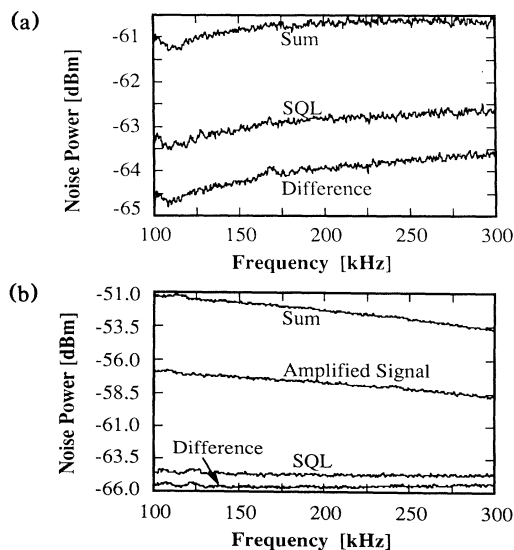 (a)
Noise Power [dBm]
-61
-62
-63
-64
-65
Sum
SQL
Difference
100 150 200 250 300
Frequency [kHz]
(b)
Noise Power [dBm]
-51.0
-53.5
-56.0
-58.5
-61.0
-63.5
-66.0
Sum
Amplified Signal
Difference
SQL
100 150 200 250 300
Frequency [kHz]